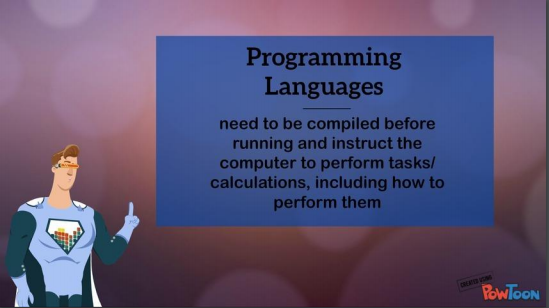 Programming
Languages
need to be compiled before
running and instruct the
computer to perform tasks/
calculations, including how to
perform them
CREATED USING
POWTOON